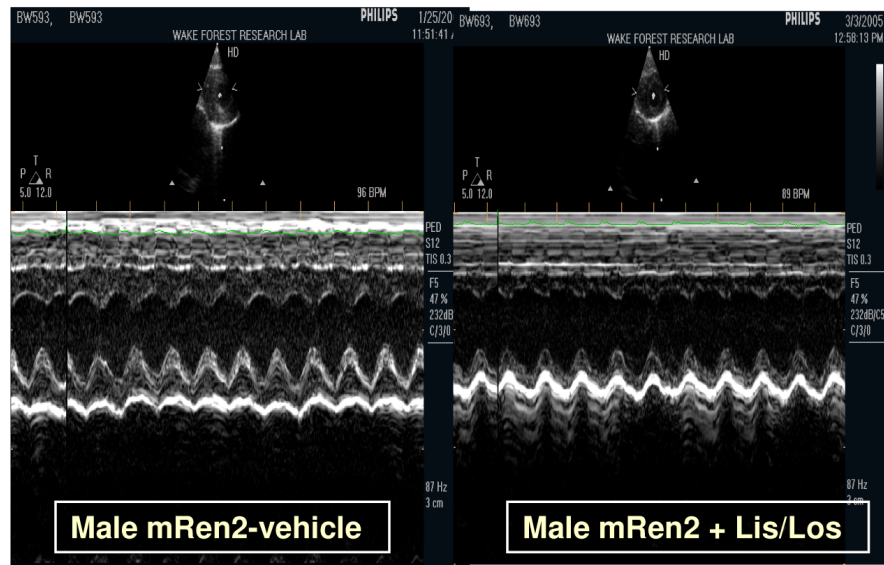 BW593, BW593
PHILIPS
1/25/20
11:51:41
WAKE FOREST RESEARCH LAB
HD
T
P R
5.0 12.0
96 BPM
PED
S12
TIS 0.3
F5
47 %
232dB
C/3/0
87 Hz
3 cm
Male mRen2-vehicle
BW693, BW693
PHILIPS
3/3/2005
12:58:13 PM
WAKE FOREST RESEARCH LAB
HD
T
P R
5.0 12.0
89 BPM
PED
S12
TIS 0.3
F5
47 %
232dB/C5
C/3/0
87 Hz
3 cm
Male mRen2 + Lis/Los